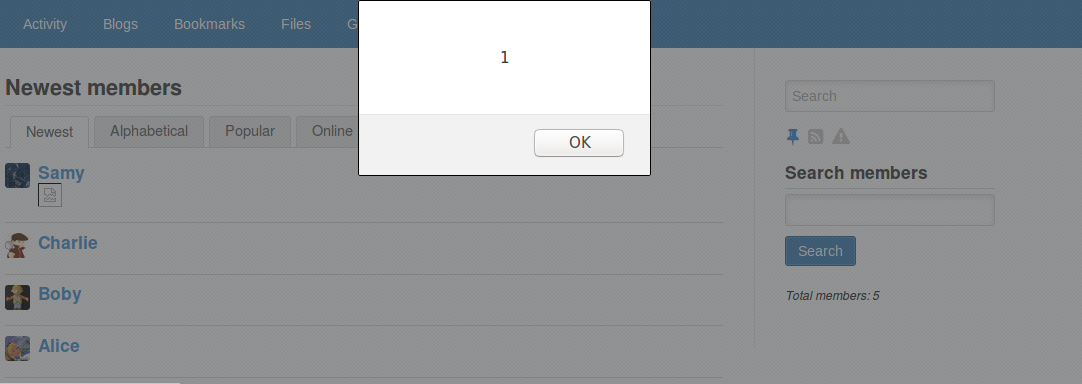 Activity Blogs Bookmarks Files G
1
OK
Newest members
Newest Alphabetical Popular Online
Samy
Charlie
Boby
Alice
Search
Search members
Search
Total members: 5